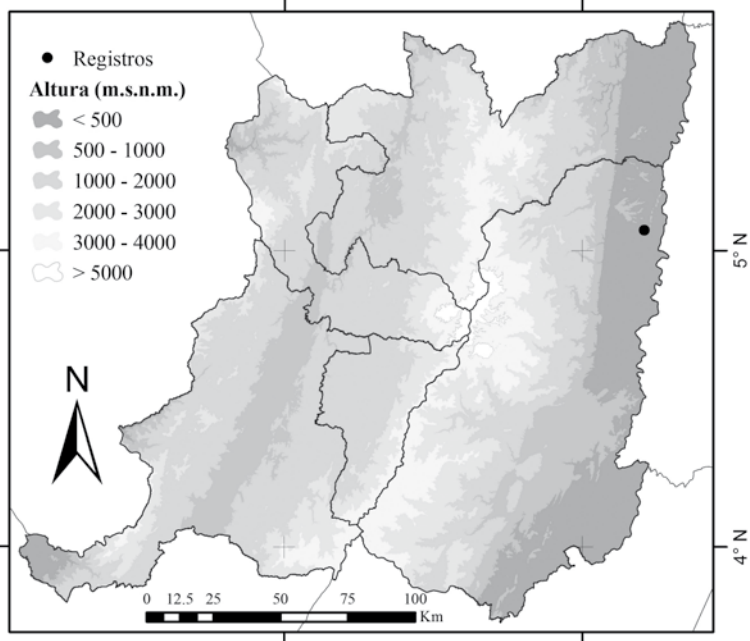 Registros
Altura (m.s.n.m.)
< 500
500 - 1000
1000 - 2000
2000 - 3000
3000 - 4000
> 5000
N
5° N
4° N
0 12.5 25 50 75 100
Km